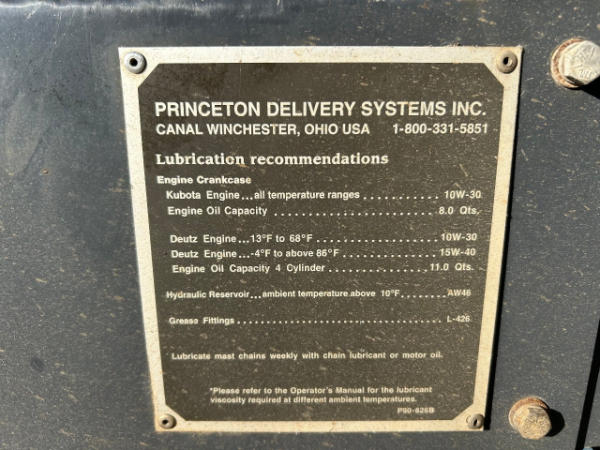 PRINCETON DELIVERY SYSTEMS INC.
CANAL WINCHESTER, OHIO USA 1-800-331-5851
Lubrication recommendations
Engine Crankcase
Kubota Engine...all temperature ranges ........... 10W-30
Engine Oil Capacity ........................ 8.0 Qts.
Deutz Engine...13°F to 68°F .................. 10W-30
Deutz Engine...-4°F to above 86°F .............. 15W-40
Engine Oil Capacity 4 Cylinder ................ 11.0 Qts.
Hydraulic Reservoir...ambient temperature above 10°F ....... AW46
Grease Fittings ................................ L-426
Lubricate mast chains weekly with chain lubricant or motor oil.
*Please refer to the Operator's Manual for the lubricant
viscosity required at different ambient temperatures.
P90-626B